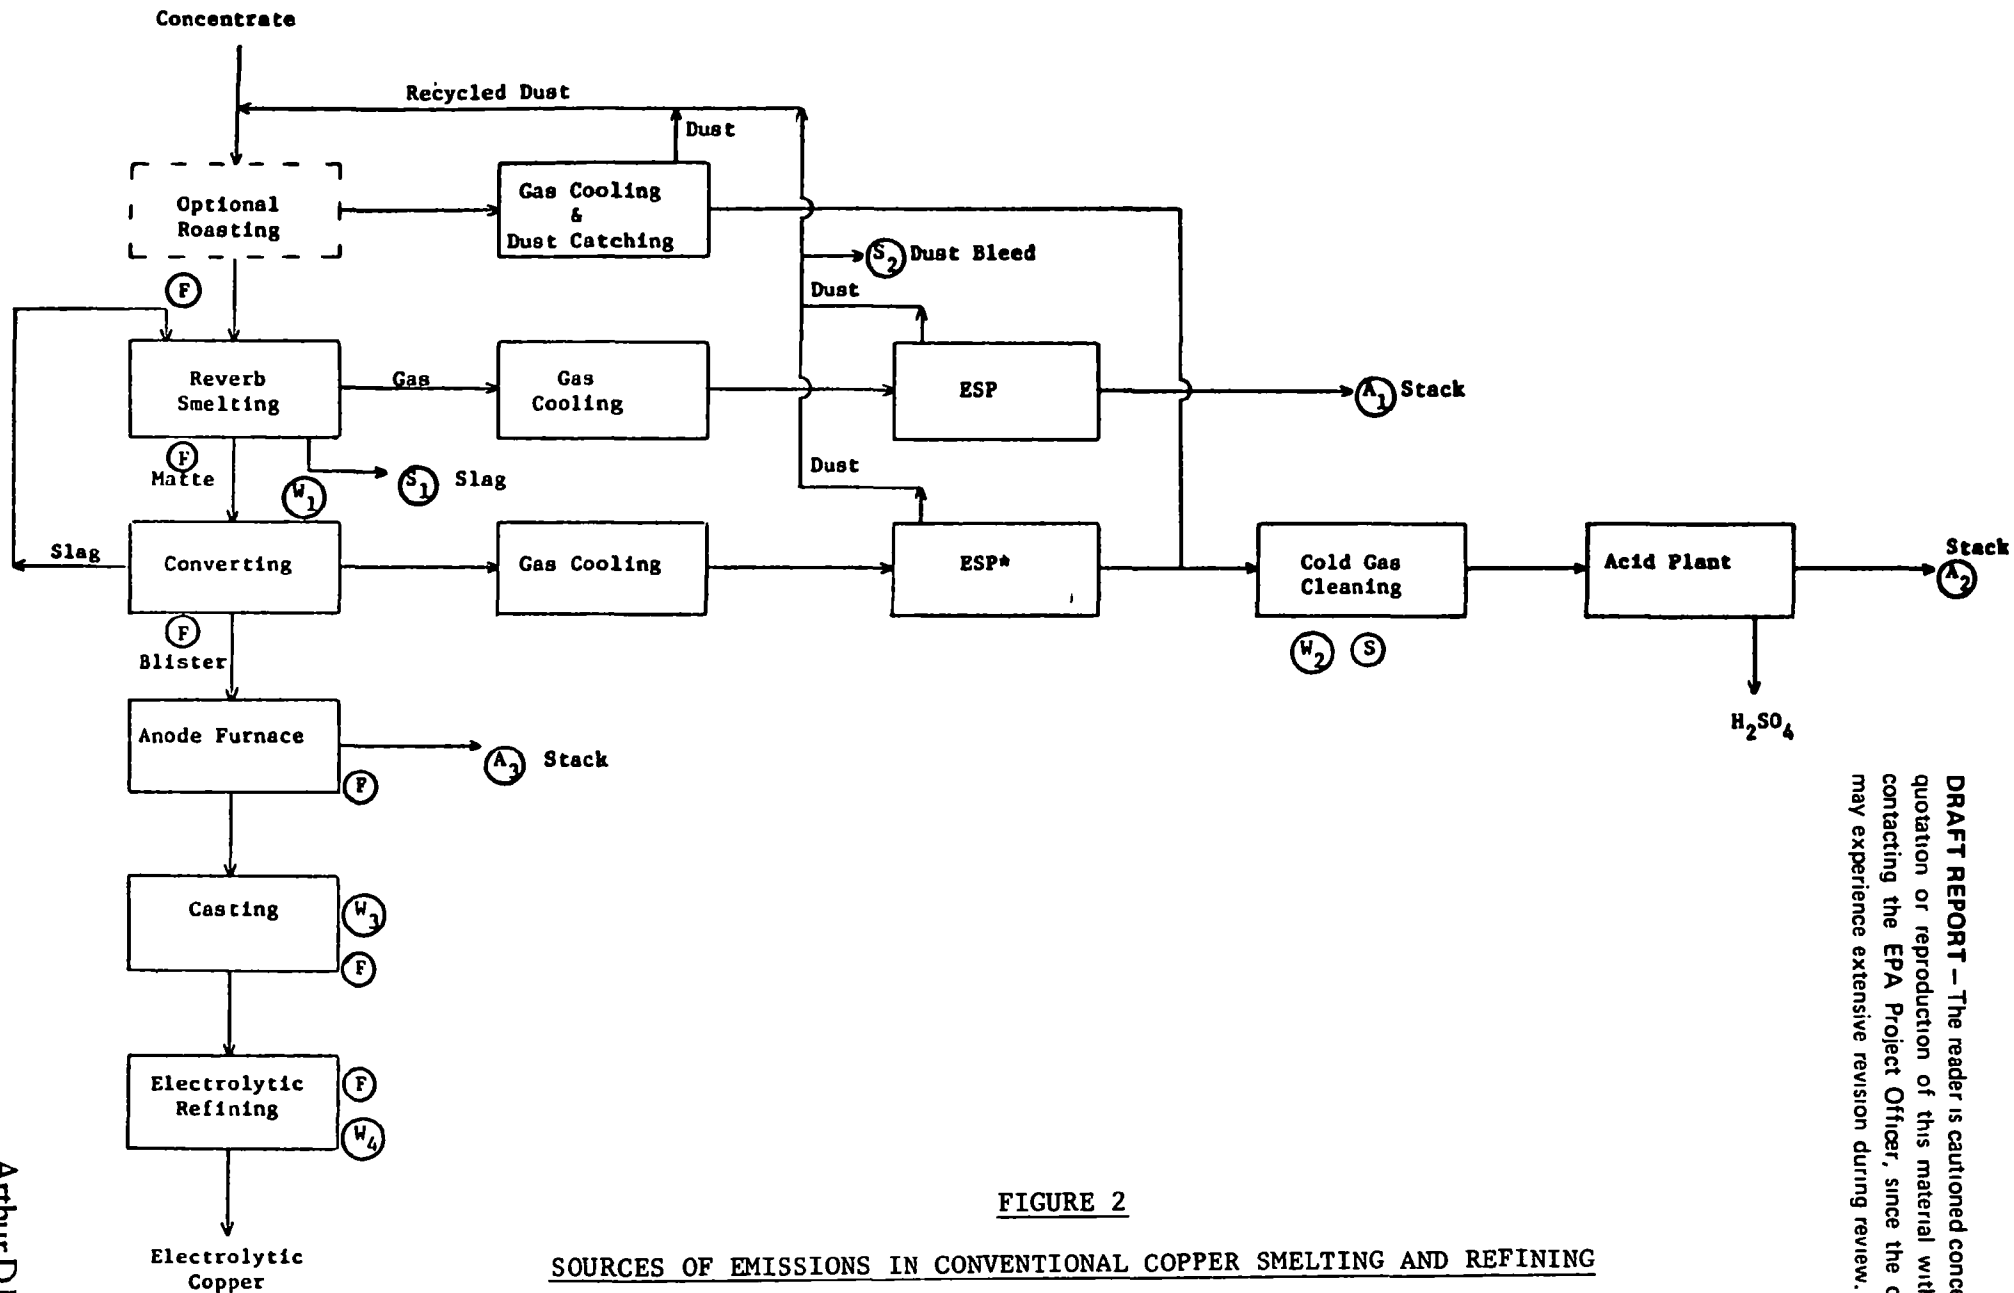 Concentrate
Recycled Dust
Dust
Optional
Roasting
Gas Cooling
&
Dust Catching
S2 Dust Bleed
F
Dust
Reverb
Smelting
Gas
Gas
Cooling
ESP
A1 Stack
F
Matte
W1
S1 Slag
Dust
Slag
Converting
Gas Cooling
ESP*
Cold Gas
Cleaning
Acid Plant
Stack
A2
F
Blister
W2 S
H2SO4
Anode Furnace
A3 Stack
F
Casting
W3
F
Electrolytic
Refining
F
W4
Electrolytic
Copper
FIGURE 2
SOURCES OF EMISSIONS IN CONVENTIONAL COPPER SMELTING AND REFINING
DRAFT REPORT – The reader is cautioned
quotation or reproduction of this material
contacting the EPA Project Officer, since the
may experience extensive revision during review.
Arthur